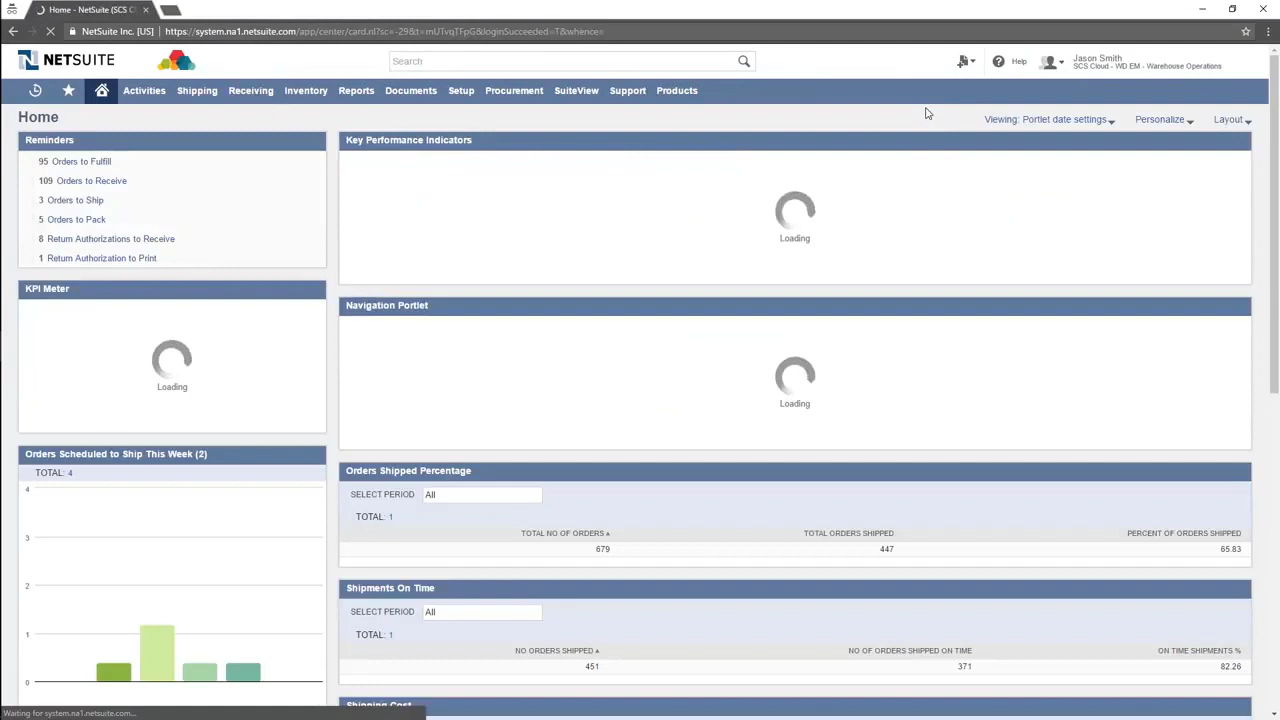 Home - NetSuite (SCS Cl
NetSuite Inc. [US] https://system.na1.netsuite.com/app/center/card.nl?sc=-29&t=mUTvqTFpG&loginSucceeded=T&whence=
NETSUITE
Search
Help
Jason Smith
SCS Cloud - WD EM - Warehouse Operations
Activities Shipping Receiving Inventory Reports Documents Setup Procurement SuiteView Support Products
Home
Viewing: Portlet date settings Personalize Layout
Reminders
95 Orders to Fulfill
109 Orders to Receive
3 Orders to Ship
5 Orders to Pack
8 Return Authorizations to Receive
1 Return Authorization to Print
KPI Meter
Loading
Orders Scheduled to Ship This Week (2)
TOTAL: 4
4
3
2
1
0
Key Performance Indicators
Loading
Navigation Portlet
Loading
Orders Shipped Percentage
SELECT PERIOD All
TOTAL: 1
TOTAL NO OF ORDERS TOTAL ORDERS SHIPPED PERCENT OF ORDERS SHIPPED
679 447 65.83
Shipments On Time
SELECT PERIOD All
TOTAL: 1
NO ORDERS SHIPPED NO OF ORDERS SHIPPED ON TIME ON TIME SHIPMENTS %
451 371 82.26
Shipping Cost
Waiting for system.na1.netsuite.com...